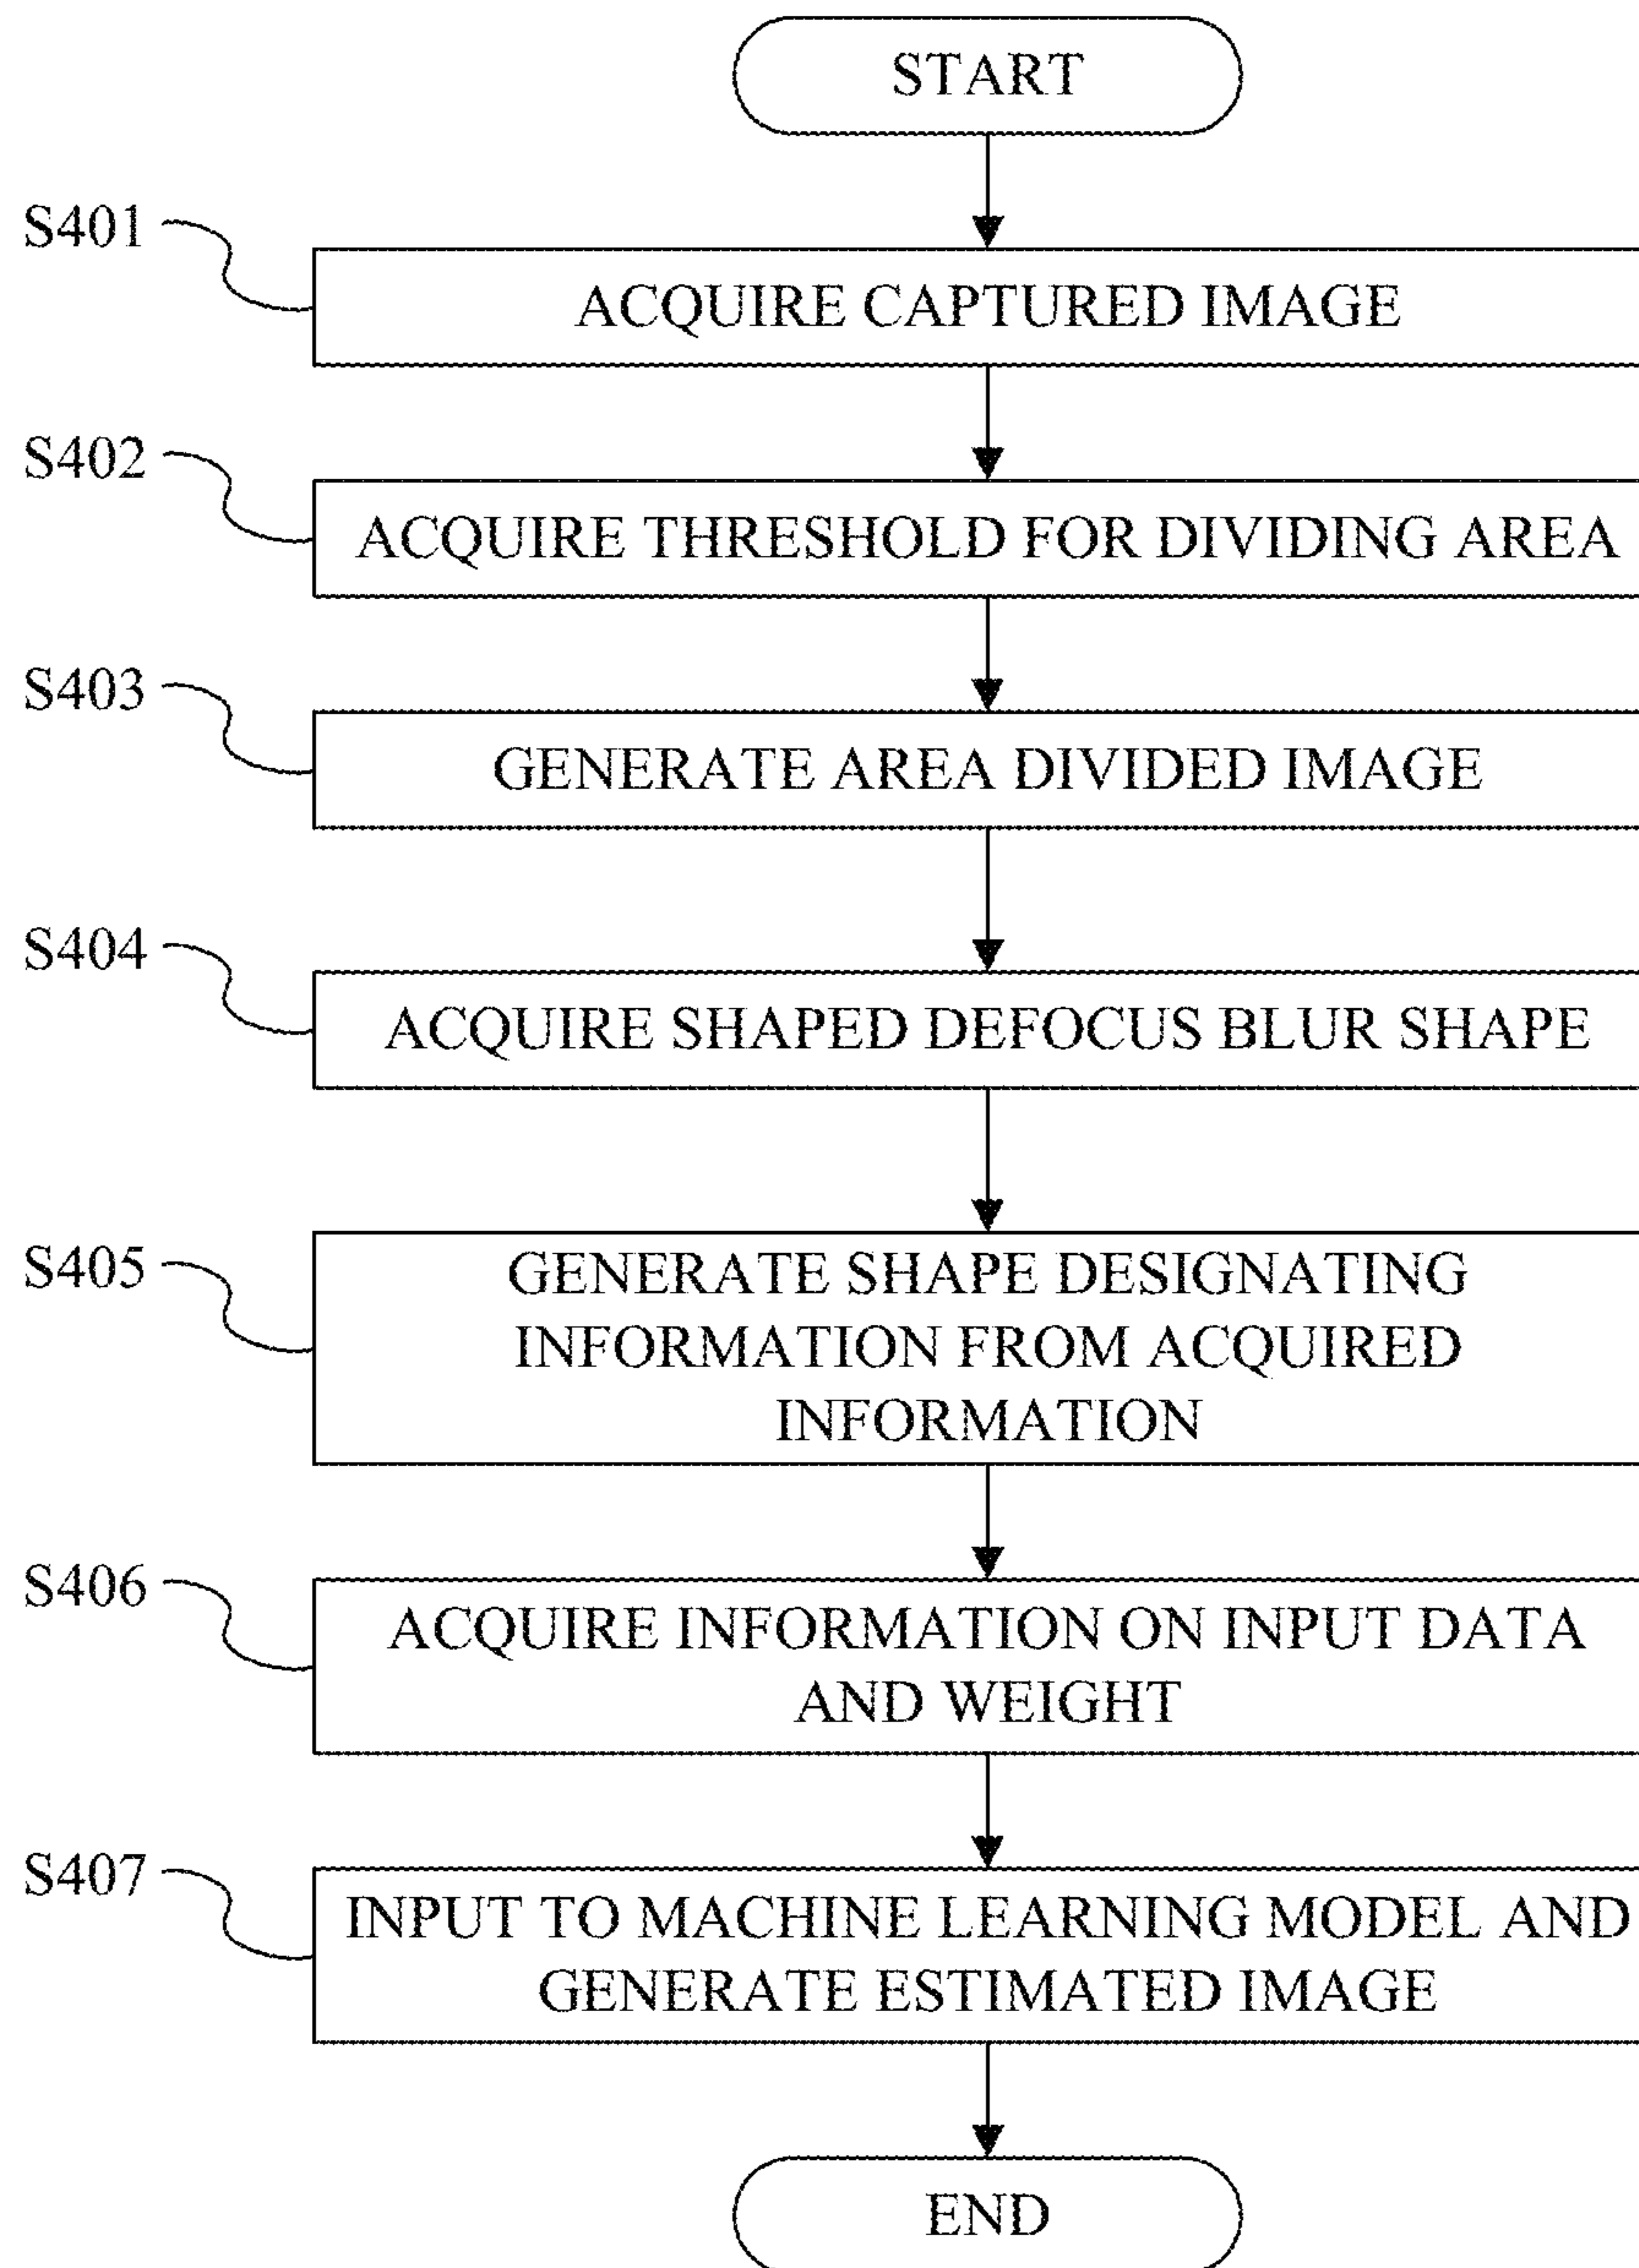 START
S401
ACQUIRE CAPTURED IMAGE
S402
ACQUIRE THRESHOLD FOR DIVIDING AREA
S403
GENERATE AREA DIVIDED IMAGE
S404
ACQUIRE SHAPED DEFOCUS BLUR SHAPE
S405
GENERATE SHAPE DESIGNATING
INFORMATION FROM ACQUIRED
INFORMATION
S406
ACQUIRE INFORMATION ON INPUT DATA
AND WEIGHT
S407
INPUT TO MACHINE LEARNING MODEL AND
GENERATE ESTIMATED IMAGE
END